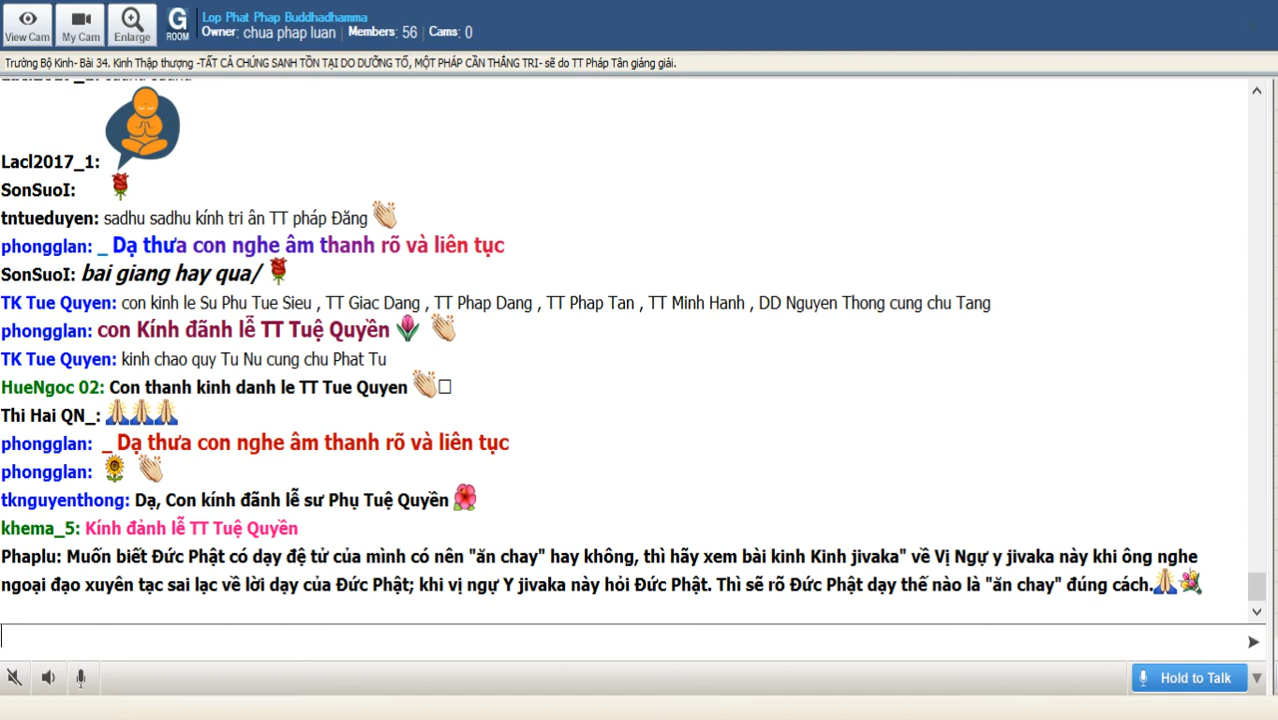 View Cam
My Cam
Enlarge
G
ROOM
Lop Phat Phap Buddhadhamma
Owner: chua phap luan | Members: 56 | Cams: 0
Trường Bộ Kinh- Bài 34. Kinh Thập thượng -TẤT CẢ CHÚNG SANH TỒN TẠI DO DƯỠNG TỐ, MỘT PHÁP CẦN THẮNG TRI- sẽ do TT Pháp Tân giảng giải.
Lacl2017_1:
SonSuoI:
tntueduyen: sadhu sadhu kính tri ân TT pháp Đăng
phongglan: _ Dạ thưa con nghe âm thanh rõ và liên tục
SonSuoI: bai giang hay qua/
TK Tue Quyen: con kinh le Su Phu Tue Sieu , TT Giac Dang , TT Phap Dang , TT Phap Tan , TT Minh Hanh , DD Nguyen Thong cung chu Tang
phongglan: con Kính đãnh lễ TT Tuệ Quyền
TK Tue Quyen: kinh chao quy Tu Nu cung chu Phat Tu
HueNgoc 02: Con thanh kinh danh le TT Tue Quyen
Thi Hai QN_:
phongglan: _ Dạ thưa con nghe âm thanh rõ và liên tục
phongglan:
tknguyenthong: Dạ, Con kính đãnh lễ sư Phụ Tuệ Quyền
khema_5: Kính đảnh lễ TT Tuệ Quyền
Phaplu: Muốn biết Đức Phật có dạy đệ tử của mình có nên "ăn chay" hay không, thì hãy xem bài kinh Kinh jivaka" về Vị Ngự y jivaka này khi ông nghe
ngoại đạo xuyên tạc sai lạc về lời dạy của Đức Phật; khi vị ngự Y jivaka này hỏi Đức Phật. Thì sẽ rõ Đức Phật dạy thế nào là "ăn chay" đúng cách.
Hold to Talk